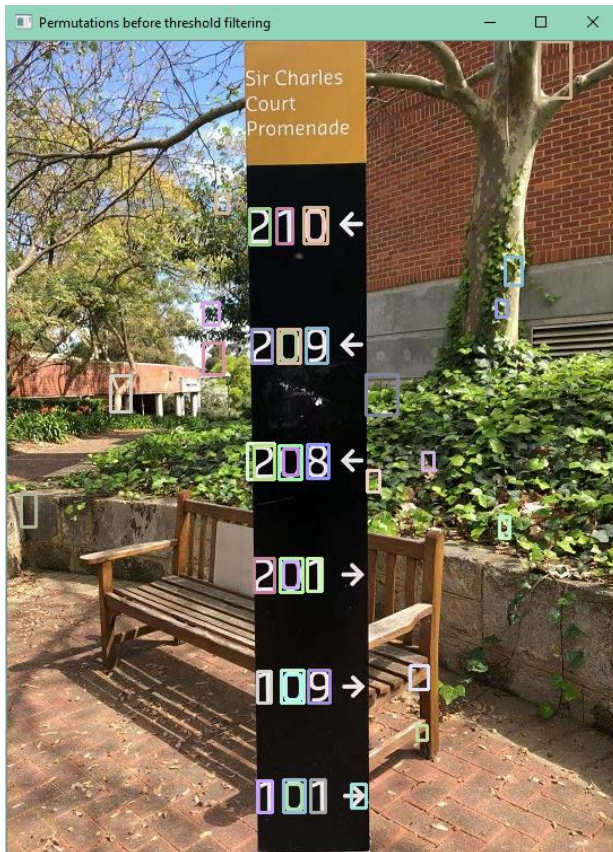 Permutations before threshold filtering
Sir Charles
Court
Promenade
210 ←
209 ←
208 ←
201 →
109 →
101 →